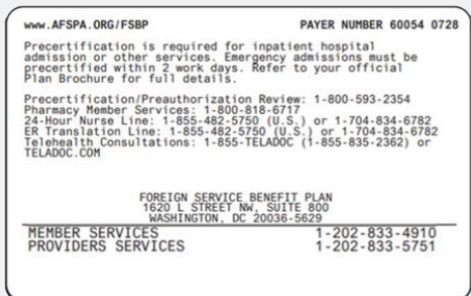 www.AFSPA.ORG/FSBP PAYER NUMBER 60054 0728
Precertification is required for inpatient hospital
admission or other services. Emergency admissions must be
precertified within 2 work days. Refer to your official
Plan Brochure for full details.
Precertification/Preauthorization Review: 1-800-593-2354
Pharmacy Member Services: 1-800-818-6717
24-Hour Nurse Line: 1-855-482-5750 (U.S.) or 1-704-834-6782
ER Translation Line: 1-855-482-5750 (U.S.) or 1-704-834-6782
Telehealth Consultations: 1-855-TELADOC (1-855-835-2362) or
TELADOC.COM
FOREIGN SERVICE BENEFIT PLAN
1620 L STREET NW, SUITE 800
WASHINGTON, DC 20036-5629
MEMBER SERVICES 1-202-833-4910
PROVIDERS SERVICES 1-202-833-5751